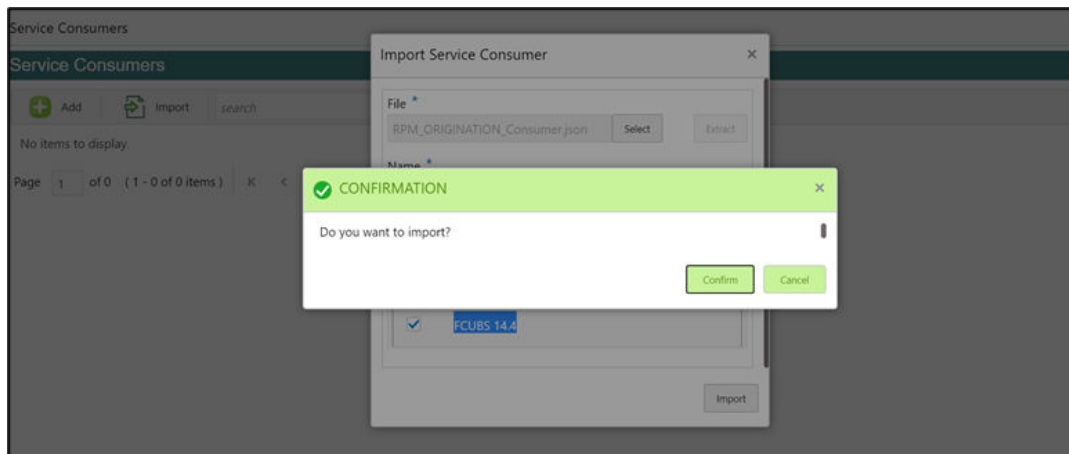 Service Consumers
Service Consumers
Add Import search
No items to display.
Page 1 of 0 (1 - 0 of 0 items) K <
Import Service Consumer ×
File *
RPM_ORIGINATION_Consumer.json Select Extract
Name *
CONFIRMATION ×
Do you want to import?
Confirm Cancel
FCUBS 14.4
Import